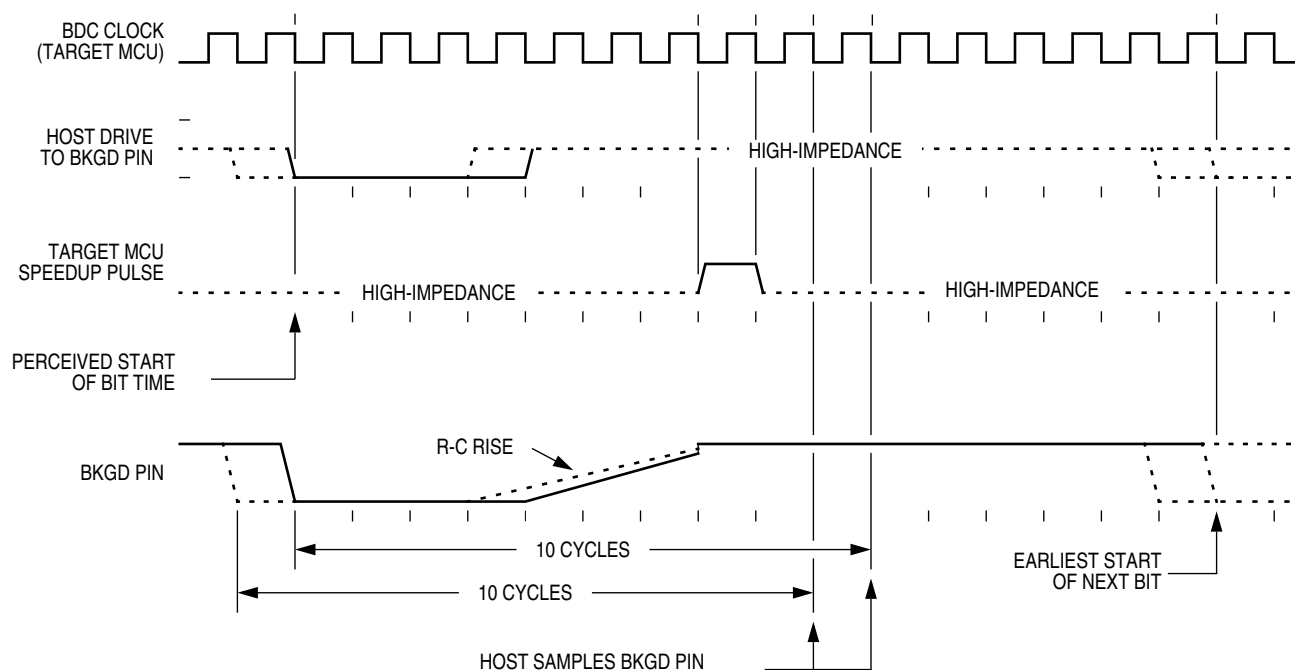 BDC CLOCK
(TARGET MCU)
HOST DRIVE
TO BKGD PIN
HIGH-IMPEDANCE
TARGET MCU
SPEEDUP PULSE
HIGH-IMPEDANCE
HIGH-IMPEDANCE
PERCEIVED START
OF BIT TIME
R-C RISE
BKGD PIN
10 CYCLES
EARLIEST START
OF NEXT BIT
10 CYCLES
HOST SAMPLES BKGD PIN